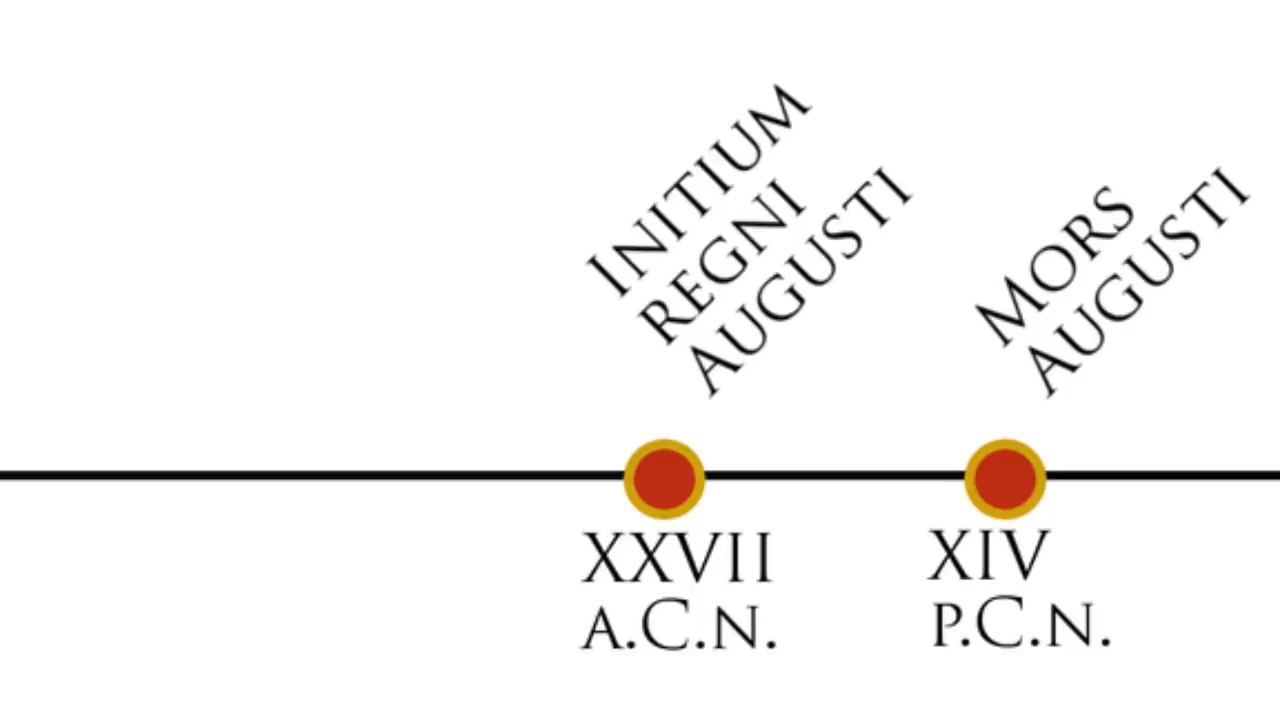 INITIUM
REGNI
AUGUSTI
MORS
AUGUSTI
XXVII
A.C.N.
XIV
P.C.N.